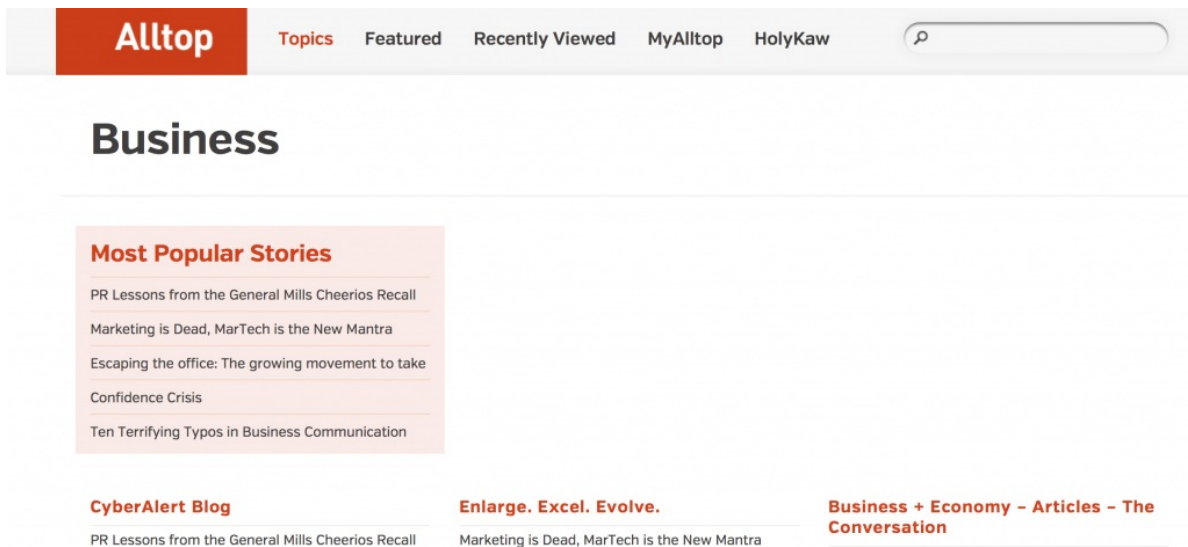 Alltop Topics Featured Recently Viewed MyAlltop HolyKaw
Business
Most Popular Stories
PR Lessons from the General Mills Cheerios Recall
Marketing is Dead, MarTech is the New Mantra
Escaping the office: The growing movement to take
Confidence Crisis
Ten Terrifying Typos in Business Communication
CyberAlert Blog
PR Lessons from the General Mills Cheerios Recall
Enlarge. Excel. Evolve.
Marketing is Dead, MarTech is the New Mantra
Business + Economy – Articles – The
Conversation